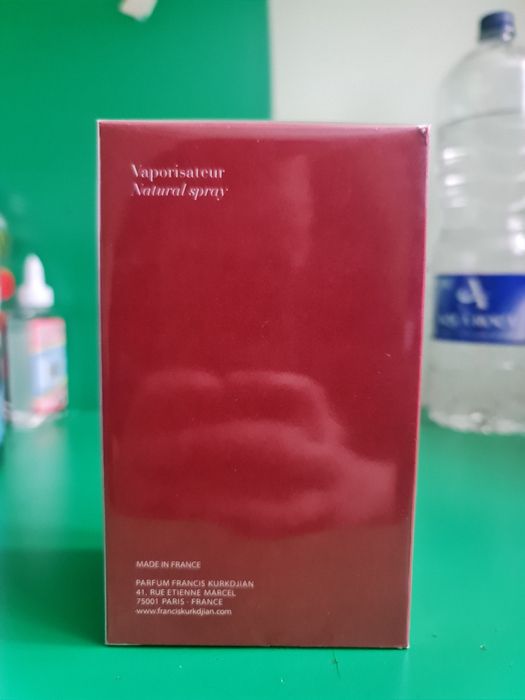 Vaporisateur
Natural spray
MADE IN FRANCE
PARFUM FRANCIS KURKDJIAN
41, RUE ETIENNE MARCEL
75001 PARIS - FRANCE
www.franciskurkdjian.com